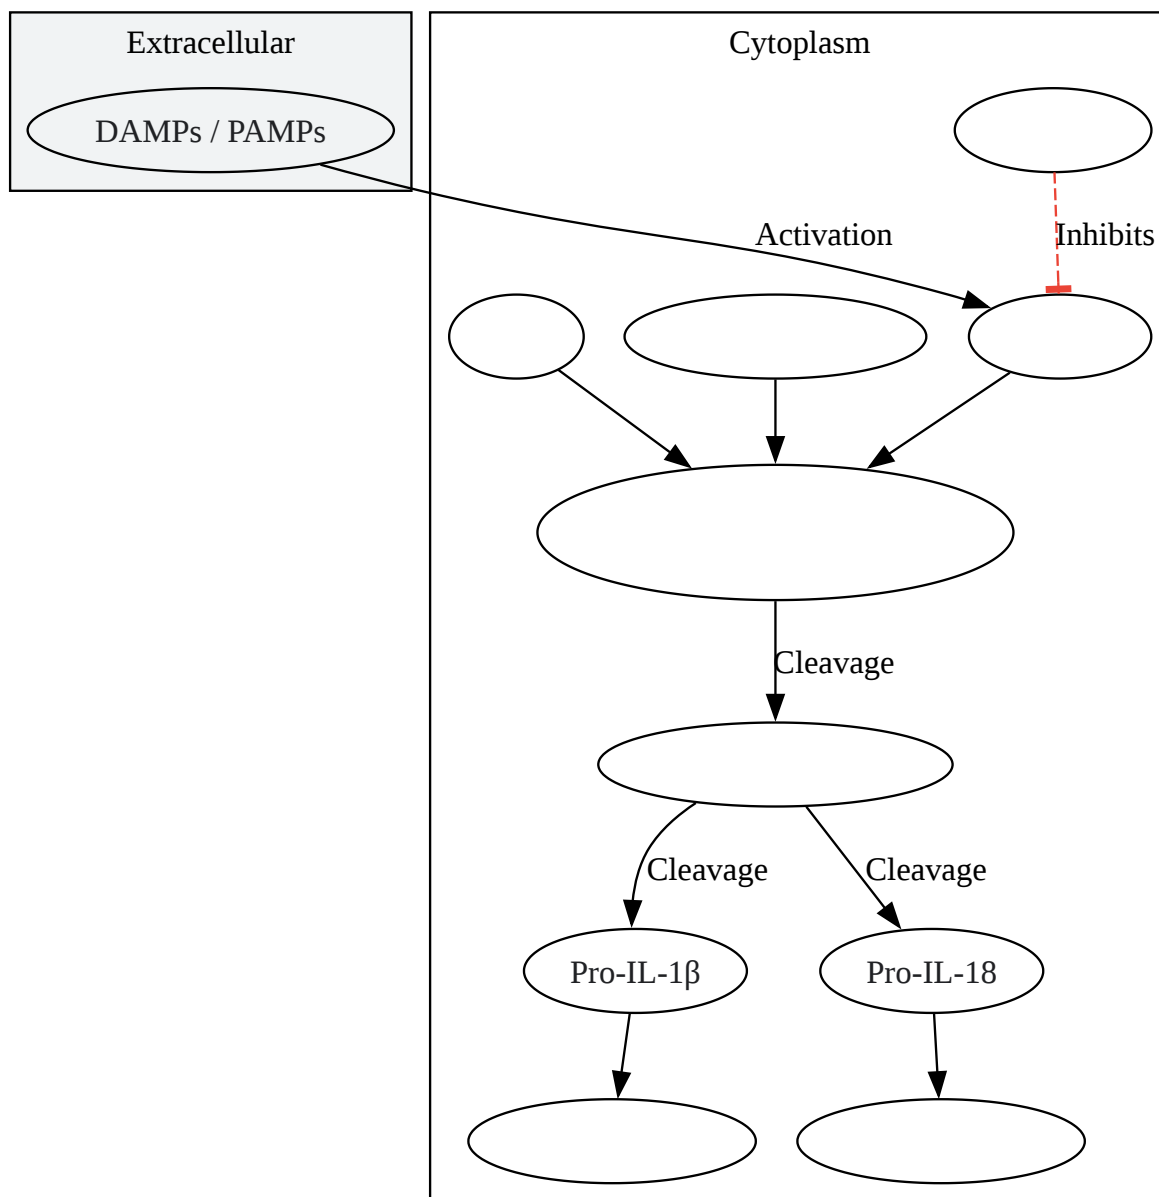 Extracellular
Cytoplasm
DAMPs / PAMPs
Activation
Inhibits
Cleavage
Cleavage
Cleavage
Pro-IL-1β
Pro-IL-18